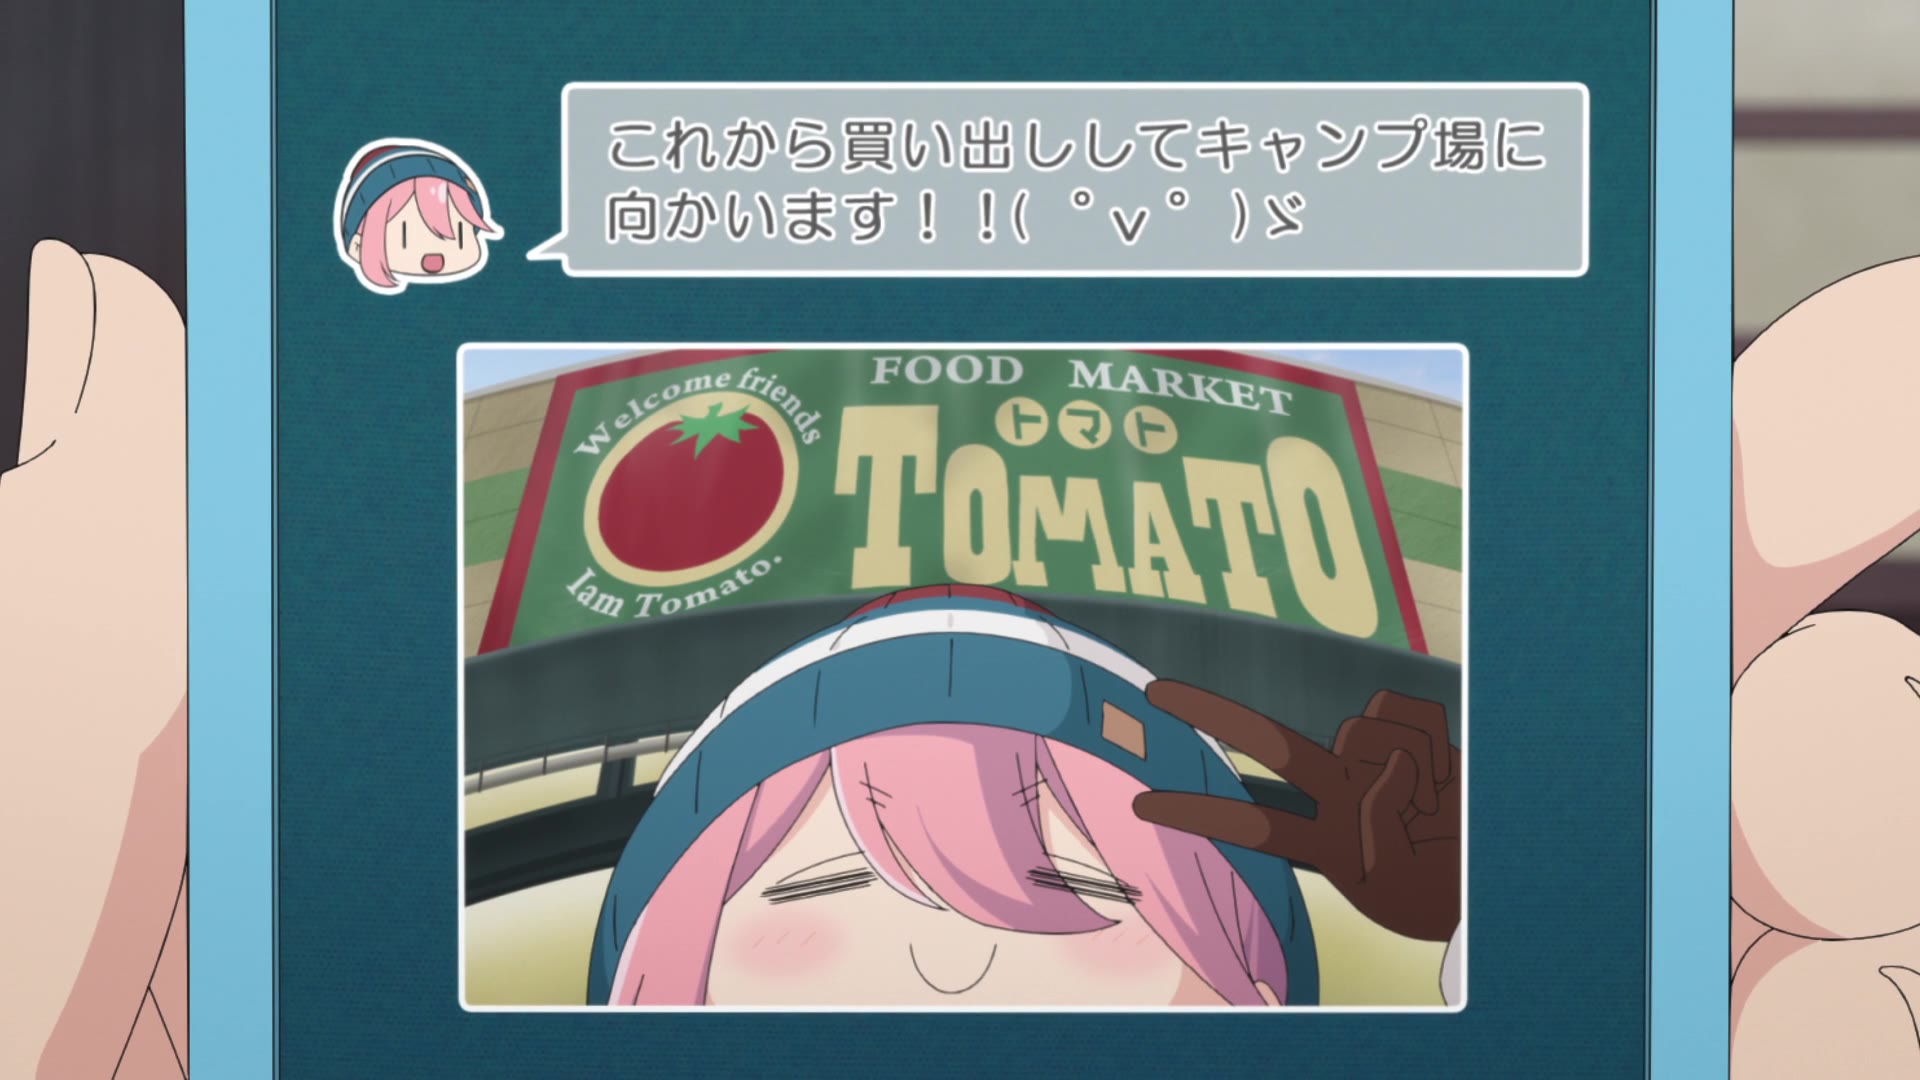 これから買い出ししてキャンプ場に
向かいます！！( ﾟv ﾟ )ゞ
Welcome friends
Iam Tomato.
FOOD MARKET
トマト
TOMATO